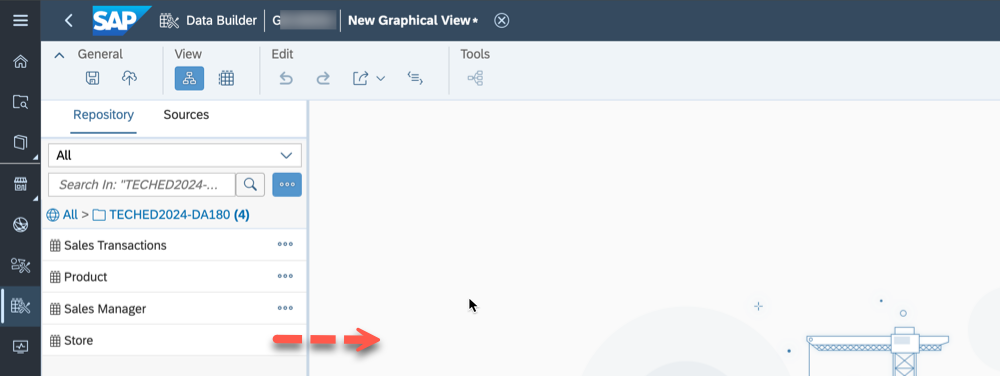 SAP Data Builder G New Graphical View*
General View Edit Tools
Repository Sources
All
Search In: "TECHED2024-...
All > TECHED2024-DA180 (4)
Sales Transactions
Product
Sales Manager
Store